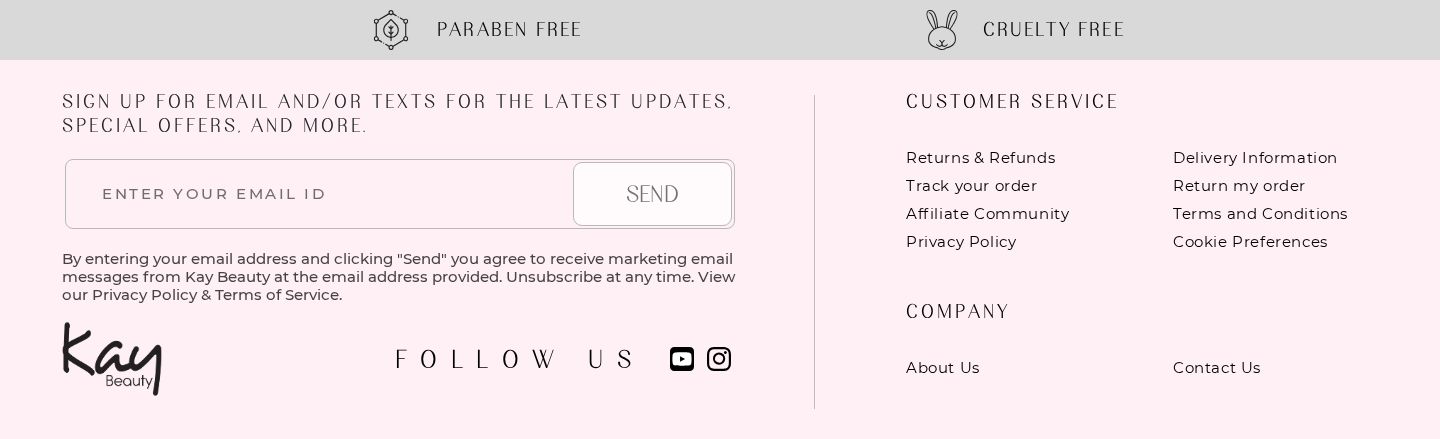 PARABEN FREE
CRUELTY FREE
SIGN UP FOR EMAIL AND/OR TEXTS FOR THE LATEST UPDATES,
SPECIAL OFFERS, AND MORE.
ENTER YOUR EMAIL ID
SEND
By entering your email address and clicking "Send" you agree to receive marketing email
messages from Kay Beauty at the email address provided. Unsubscribe at any time. View
our Privacy Policy & Terms of Service.
Kay
Beauty
FOLLOW US
CUSTOMER SERVICE
Returns & Refunds
Delivery Information
Track your order
Return my order
Affiliate Community
Terms and Conditions
Privacy Policy
Cookie Preferences
COMPANY
About Us
Contact Us